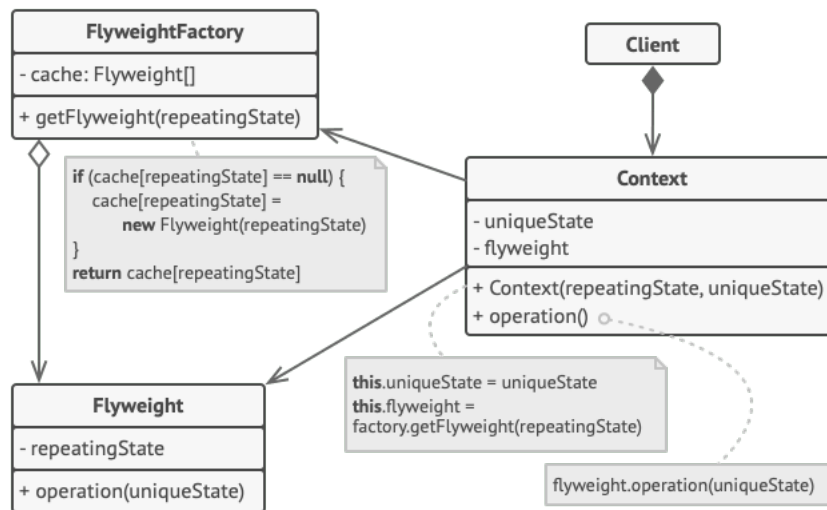 FlyweightFactory
- cache: Flyweight[]
+ getFlyweight(repeatingState)
if (cache[repeatingState] == null) {
cache[repeatingState] =
new Flyweight(repeatingState)
}
return cache[repeatingState]
Client
Context
- uniqueState
- flyweight
+ Context(repeatingState, uniqueState)
+ operation()
this.uniqueState = uniqueState
this.flyweight =
factory.getFlyweight(repeatingState)
flyweight.operation(uniqueState)
Flyweight
- repeatingState
+ operation(uniqueState)